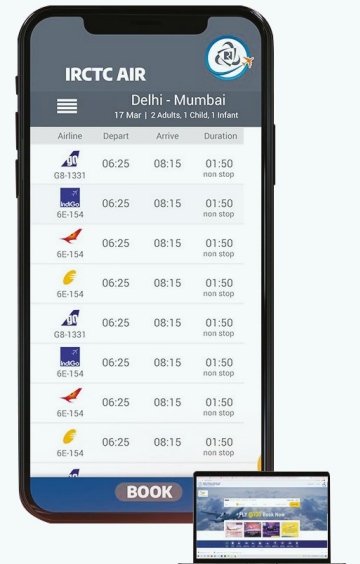 IRCTC AIR
Delhi - Mumbai
17 Mar | 2 Adults, 1 Child, 1 Infant
Airline Depart Arrive Duration
go
G8-1331 06:25 08:15 01:50
non stop
IndiGo
6E-154 06:25 08:15 01:50
non stop
6E-154 06:25 08:15 01:50
non stop
6E-154 06:25 08:15 01:50
non stop
go
G8-1331 06:25 08:15 01:50
non stop
IndiGo
6E-154 06:25 08:15 01:50
non stop
6E-154 06:25 08:15 01:50
non stop
6E-154 06:25 08:15 01:50
non stop
BOOK
FLY Book Now